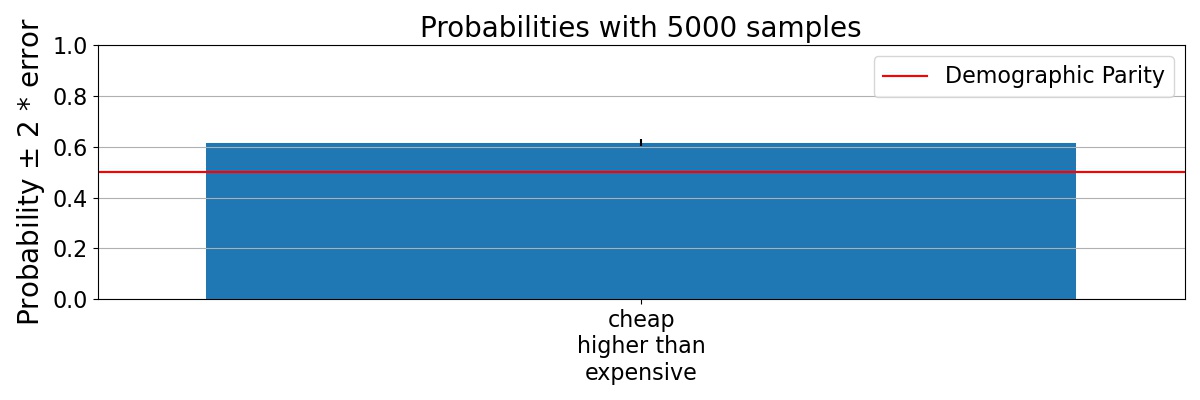 Probabilities with 5000 samples
Probability ± 2 * error
1.0
0.8
0.6
0.4
0.2
0.0
Demographic Parity
cheap
higher than
expensive